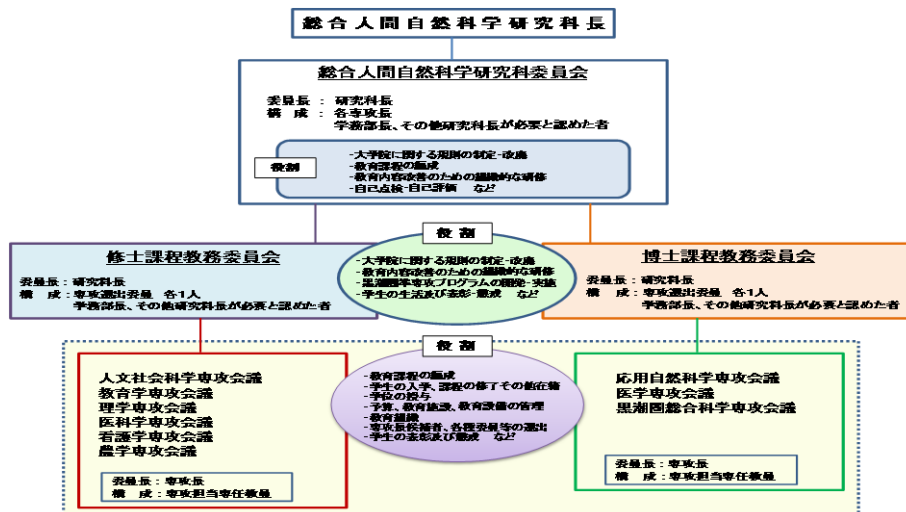 総合人間自然科学研究科長
総合人間自然科学研究科委員会
委員長：研究科長
構成：各専攻長
学務部長、その他研究科長が必要と認めた者
役割
-大学院に関する規則の制定-改廃
-教育課程の編成
-教育内容改善のための組織的な研修
-自己点検-自己評価 など
修士課程教務委員会
委員長：研究科長
構成：専攻選出委員 各1人
学務部長、その他研究科長が必要と認めた者
役割
-大学院に関する規則の制定-改廃
-教育内容改善のための組織的な研修
-黒潮圏準専攻プログラムの開発-実施
-学生の生活及び表彰-懲戒 など
博士課程教務委員会
委員長：研究科長
構成：専攻選出委員 各1人
学務部長、その他研究科長が必要と認めた者
人文社会科学専攻会議
教育学専攻会議
理学専攻会議
医科学専攻会議
看護学専攻会議
農学専攻会議
委員長：専攻長
構成：専攻担当専任教員
役割
-教育課程の編成
-学生の入学、課程の修了その他在籍
-学位の授与
-予算、教育施設、教育設備の管理
-教育組織
-専攻長候補者、各種委員等の選出
-学生の表彰及び懲戒 など
応用自然科学専攻会議
医学専攻会議
黒潮圏総合科学専攻会議
委員長：専攻長
構成：専攻担当専任教員